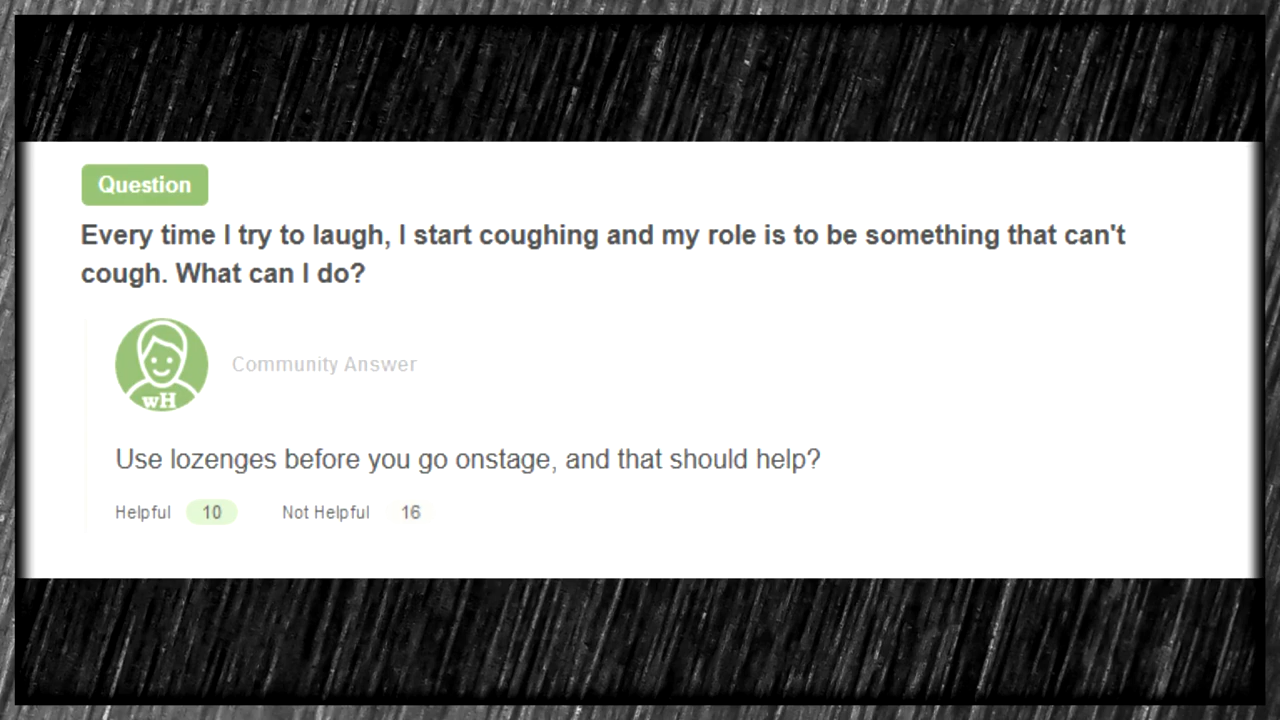 Question
Every time I try to laugh, I start coughing and my role is to be something that can't
cough. What can I do?
wH
Community Answer
Use lozenges before you go onstage, and that should help?
Helpful 10 Not Helpful 16